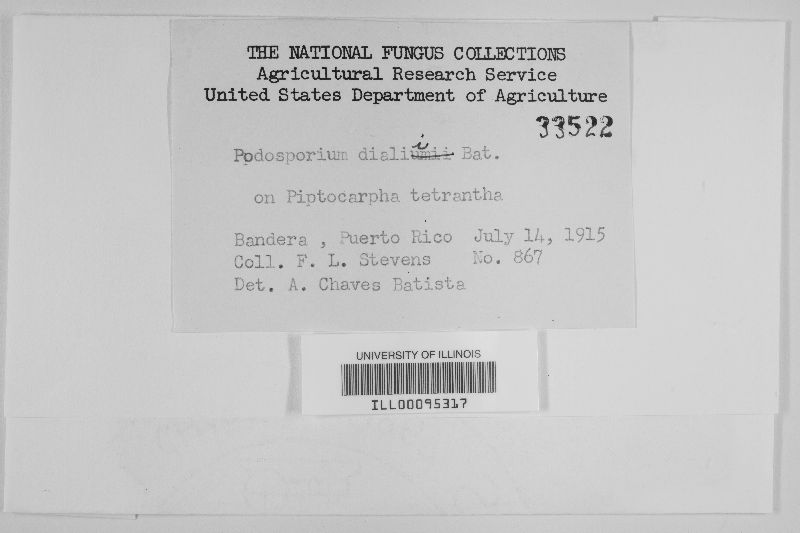 THE NATIONAL FUNGUS COLLECTIONS
Agricultural Research Service
United States Department of Agriculture
33522
Podosporium dialiumii i Bat.
on Piptocarpha tetrantha
Bandera , Puerto Rico July 14, 1915
Coll. F. L. Stevens No. 867
Det. A. Chaves Batista
UNIVERSITY OF ILLINOIS
ILL00095317